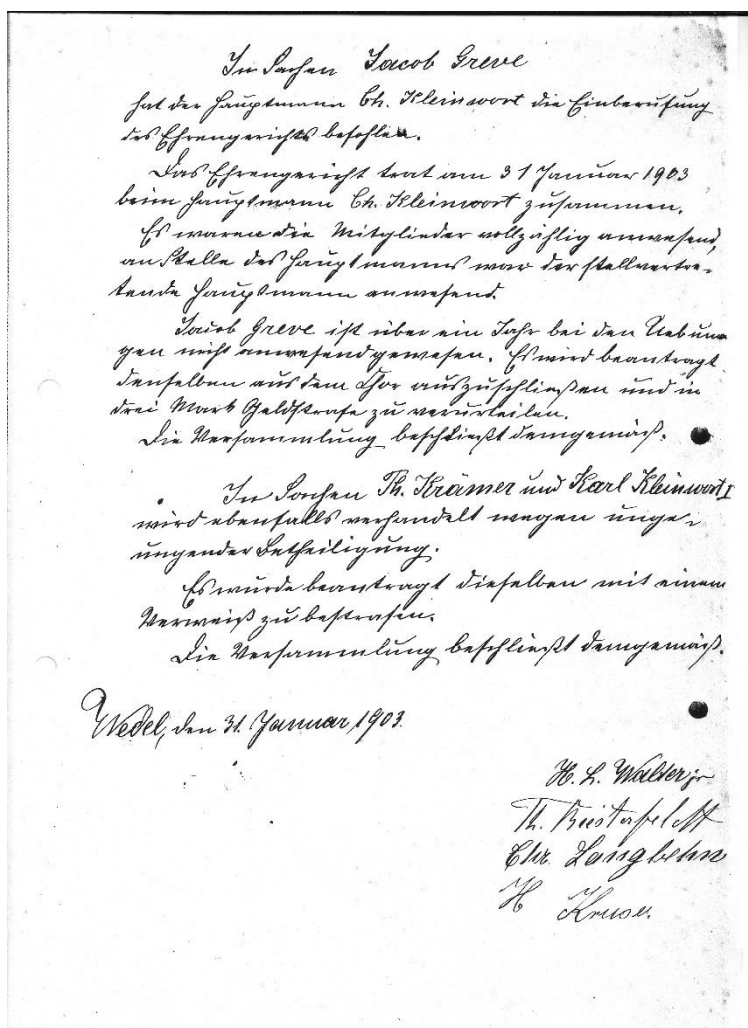 In Sachen Jacob Greve
hat der Hauptmann Ch. Kleinwort die Einberufung
des Ehrengerichts befohlen.
Das Ehrengericht trat am 31 Januar 1903
beim Hauptmann Ch. Kleinwort zusammen.
Es waren die Mitglieder vollzählig anwesend,
an Stelle des Hauptmanns war der stellvertre-
tende Hauptmann anwesend.
Jacob Greve ist über ein Jahr bei den Uebun-
gen nicht anwesend gewesen. Es wird beantragt
denselben aus dem Chor auszuschließen und in
drei Mark Geldstrafe zu verurteilen.
Die Versammlung beschließt demgemäß.
In Sachen Th. Krämer und Karl Kleinwort I
wird ebenfalls verhandelt wegen unge-
nügender Betheiligung.
Es wurde beantragt dieselben mit einem
Verweiß zu bestrafen.
Die Versammlung beschließt demgemäß.
Wedel, den 31. Januar 1903.
H. L. Walter jr
Th. Biesterfeldt
Chr. Langbehn
H Kruse.